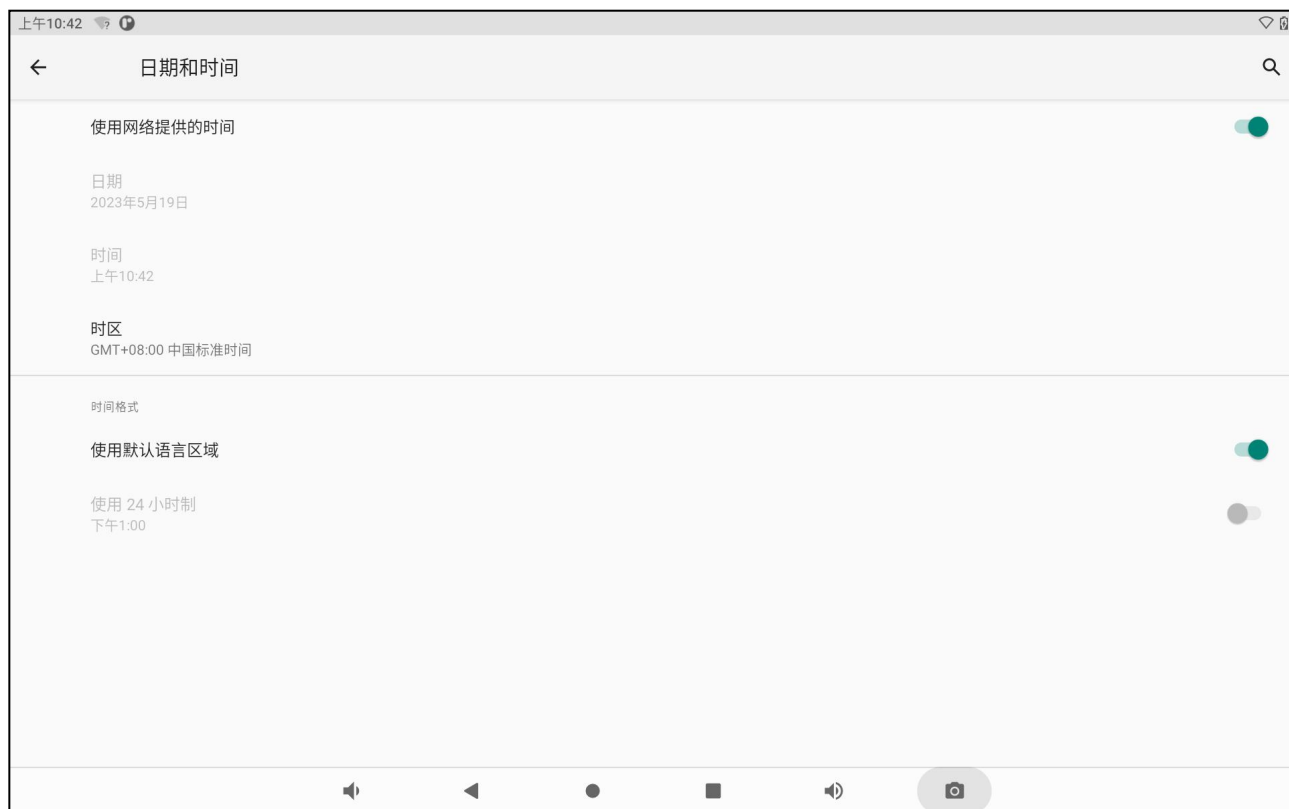 上午10:42
日期和时间
使用网络提供的时间
日期
2023年5月19日
时间
上午10:42
时区
GMT+08:00 中国标准时间
时间格式
使用默认语言区域
使用 24 小时制
下午1:00